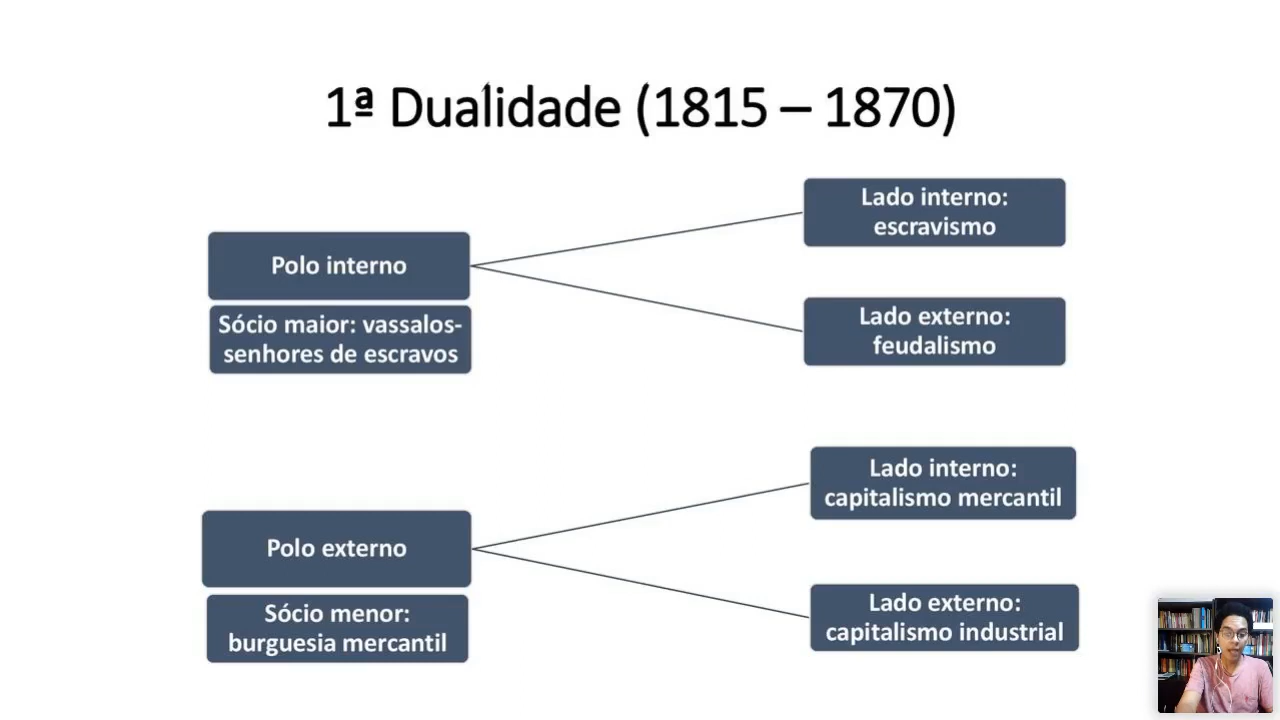 1ª Dualidade (1815 – 1870)
Polo interno
Sócio maior: vassalos-
senhores de escravos
Lado interno:
escravismo
Lado externo:
feudalismo
Polo externo
Sócio menor:
burguesia mercantil
Lado interno:
capitalismo mercantil
Lado externo:
capitalismo industrial